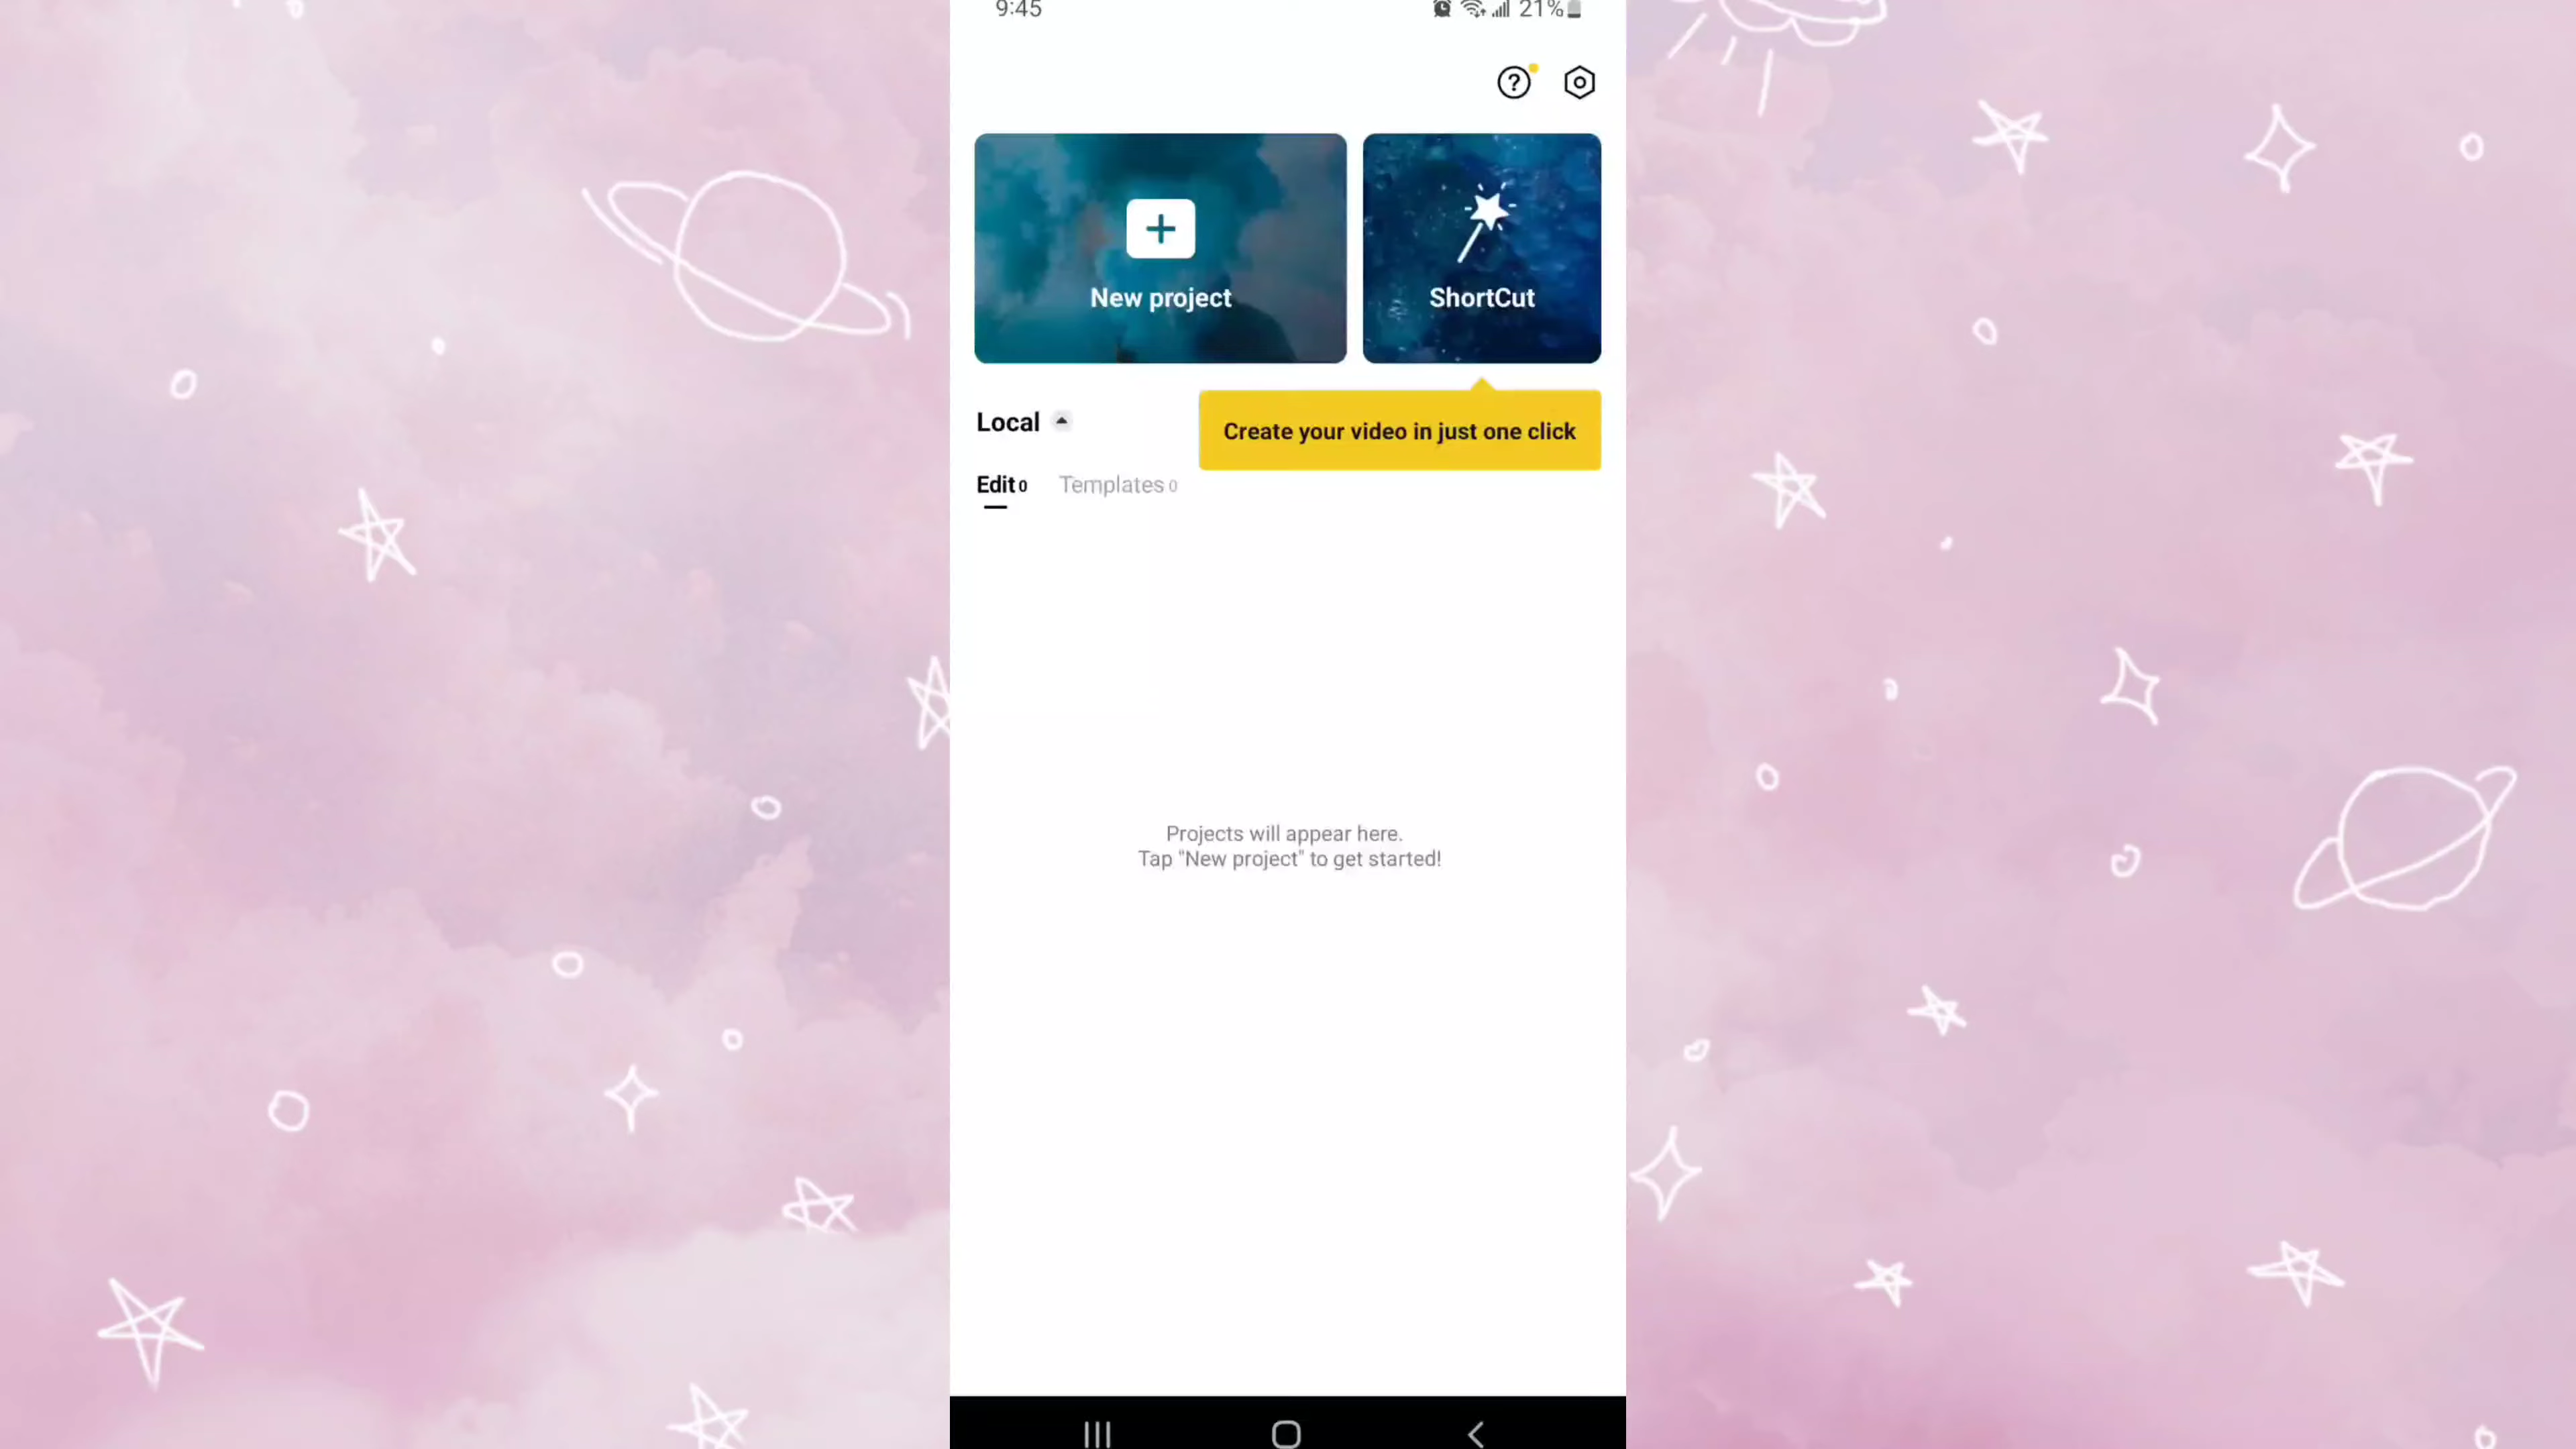 9:45
21%
New project
ShortCut
Local
Create your video in just one click
Edit 0
Templates 0
Projects will appear here.
Tap "New project" to get started!